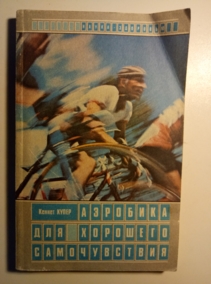 Кеннет КУПЕР
АЭРОБИКА
ДЛЯ ХОРОШЕГО
САМОЧУВСТВИЯ